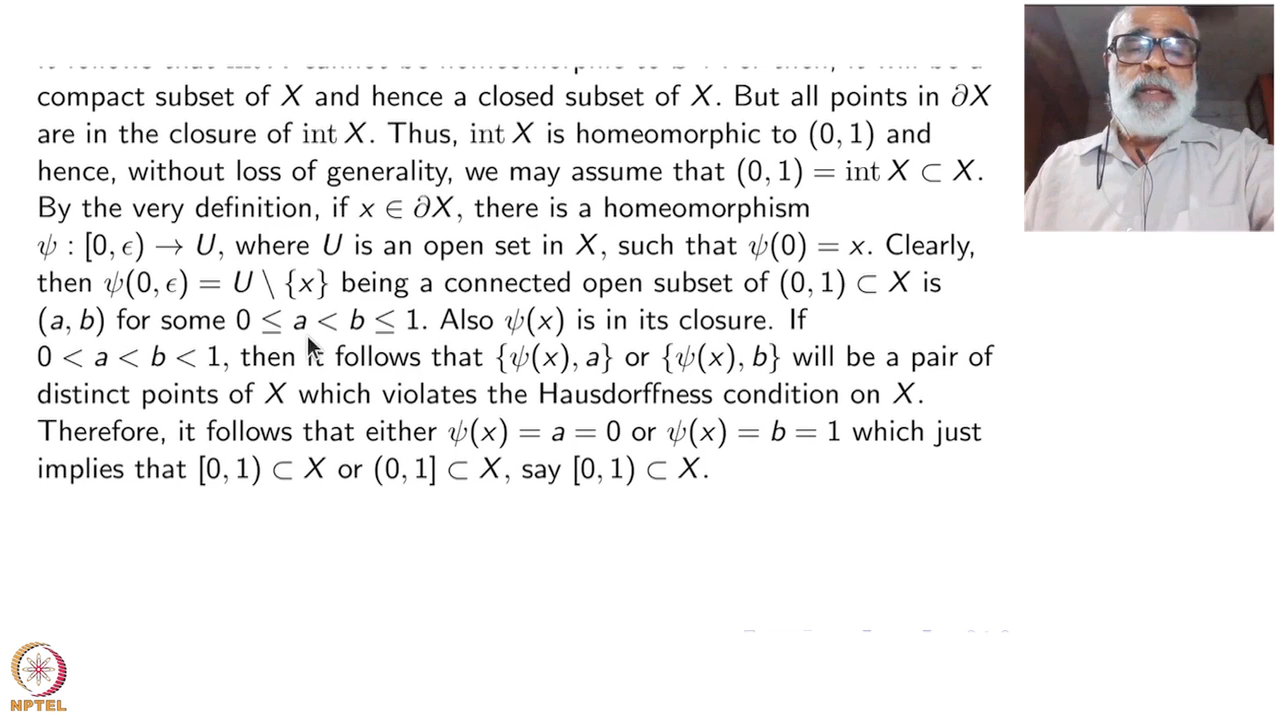 compact subset of X and hence a closed subset of X. But all points in ∂X
are in the closure of int X. Thus, int X is homeomorphic to (0, 1) and
hence, without loss of generality, we may assume that (0, 1) = int X ⊂ X.
By the very definition, if x ∈ ∂X, there is a homeomorphism
ψ : [0, ϵ) → U, where U is an open set in X, such that ψ(0) = x. Clearly,
then ψ(0, ϵ) = U \ {x} being a connected open subset of (0, 1) ⊂ X is
(a, b) for some 0 ≤ a < b ≤ 1. Also ψ(x) is in its closure. If
0 < a < b < 1, then it follows that {ψ(x), a} or {ψ(x), b} will be a pair of
distinct points of X which violates the Hausdorffness condition on X.
Therefore, it follows that either ψ(x) = a = 0 or ψ(x) = b = 1 which just
implies that [0, 1) ⊂ X or (0, 1] ⊂ X, say [0, 1) ⊂ X.
NPTEL